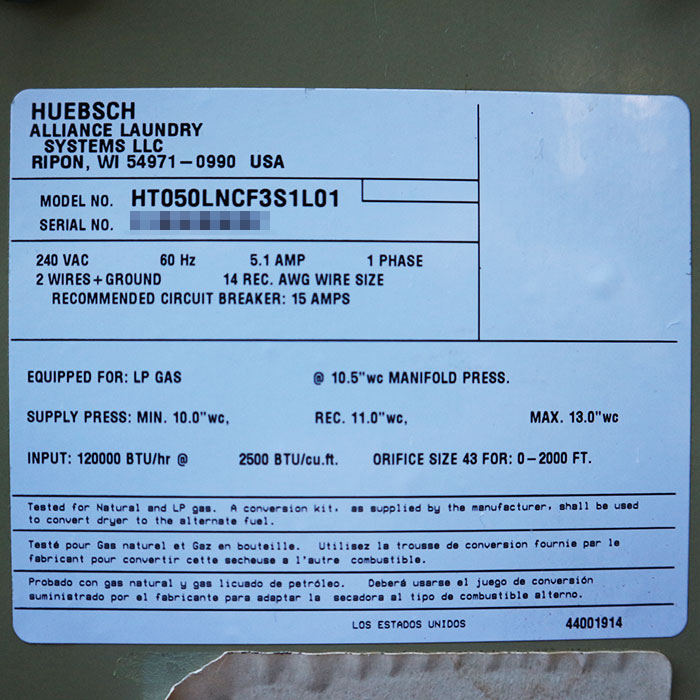 HUEBSCH
ALLIANCE LAUNDRY
SYSTEMS LLC
RIPON, WI 54971-0990 USA
MODEL NO. HT050LNCF3S1L01
SERIAL NO.
240 VAC 60 Hz 5.1 AMP 1 PHASE
2 WIRES+GROUND 14 REC. AWG WIRE SIZE
RECOMMENDED CIRCUIT BREAKER: 15 AMPS
EQUIPPED FOR: LP GAS @ 10.5"wc MANIFOLD PRESS.
SUPPLY PRESS: MIN. 10.0"wc, REC. 11.0"wc, MAX. 13.0"wc
INPUT: 120000 BTU/hr @ 2500 BTU/cu.ft. ORIFICE SIZE 43 FOR: 0-2000 FT.
Tested for Natural and LP gas. A conversion kit, as supplied by the manufacturer, shall be used
to convert dryer to the alternate fuel.
Testé pour Gas naturel et Gaz en bouteille. Utilisez la trousse de conversion fournie par le
fabricant pour convertir cette secheuse a l'autre combustible.
Probado con gas natural y gas licuado de petróleo. Deberá usarse el juego de conversión
suministrado por el fabricante para adaptar la secadora al tipo de combustible alterno.
LOS ESTADOS UNIDOS 44001914